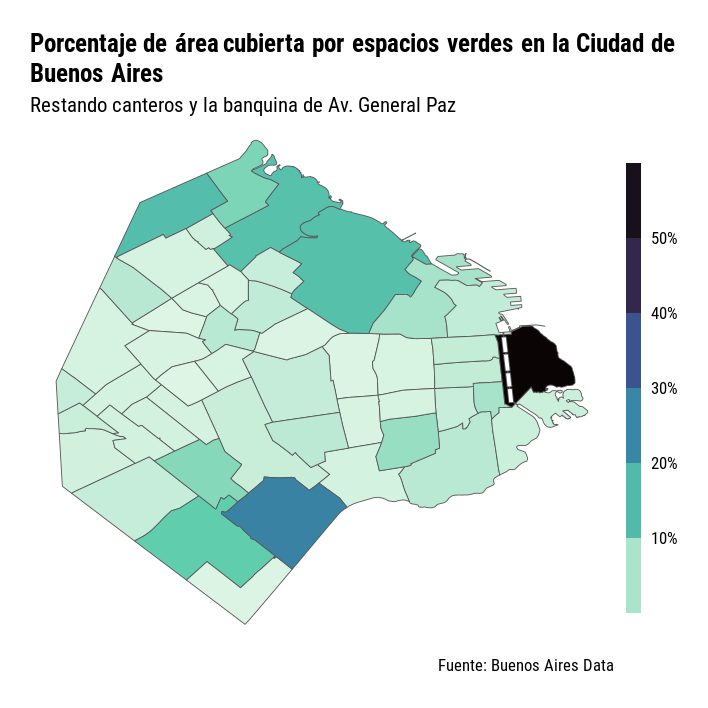 Porcentaje de área cubierta por espacios verdes en la Ciudad de
Buenos Aires
Restando canteros y la banquina de Av. General Paz
50%
40%
30%
20%
10%
Fuente: Buenos Aires Data